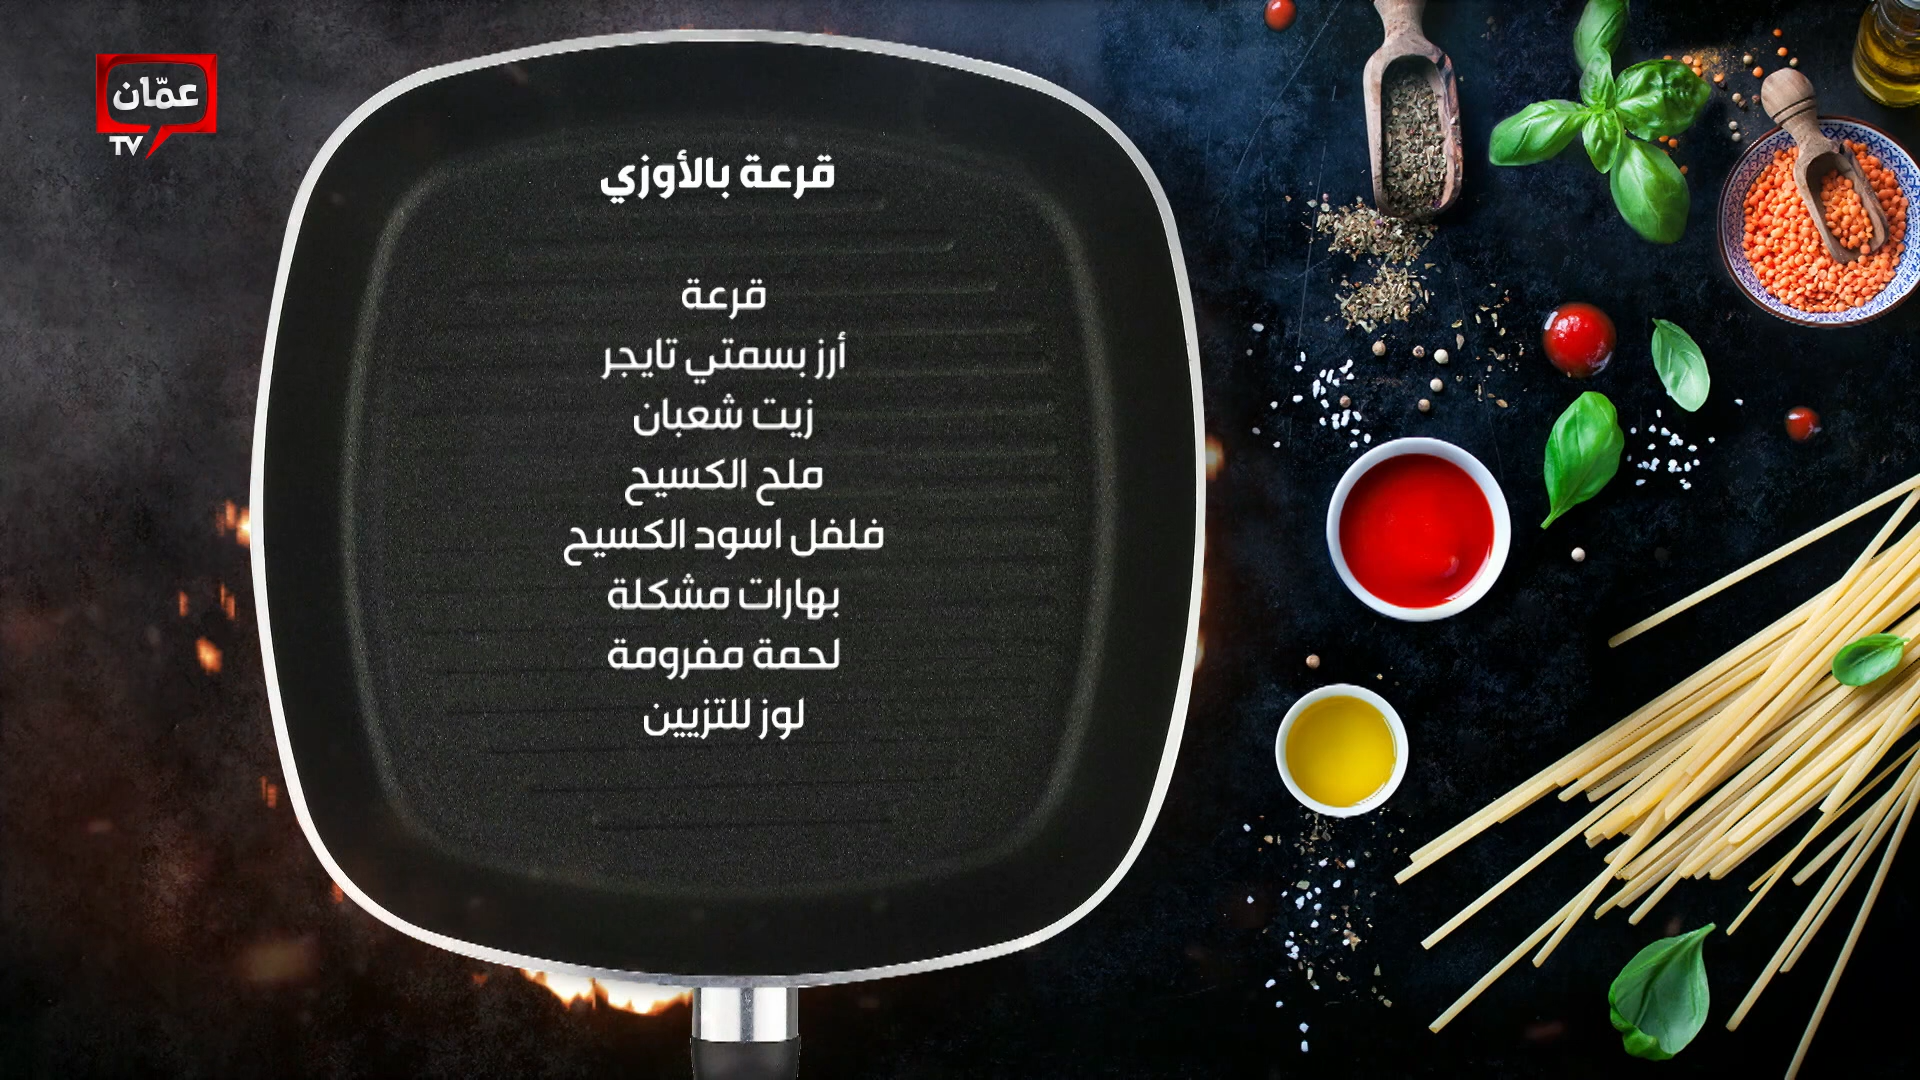 عمّان
TV
قرعة بالأوزي
قرعة
أرز بسمتي تايجر
زيت شعبان
ملح الكسيح
فلفل اسود الكسيح
بهارات مشكلة
لحمة مفرومة
لوز للتزيين